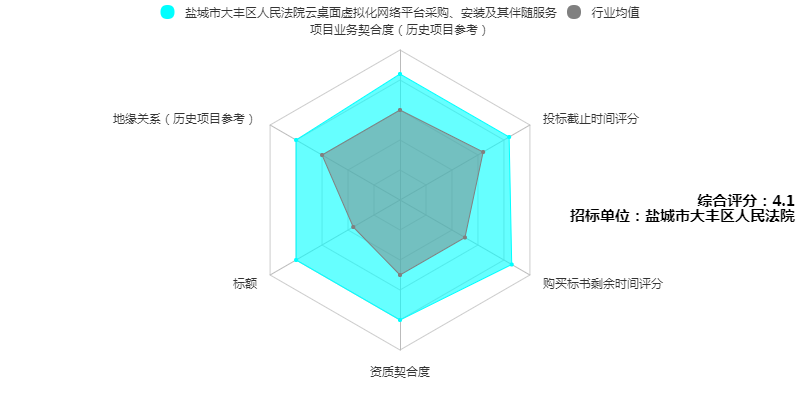 盐城市大丰区人民法院云桌面虚拟化网络平台采购、安装及其伴随服务 行业均值
项目业务契合度（历史项目参考）
地缘关系（历史项目参考） 投标截止时间评分
综合评分：4.1
招标单位：盐城市大丰区人民法院
标额 购买标书剩余时间评分
资质契合度